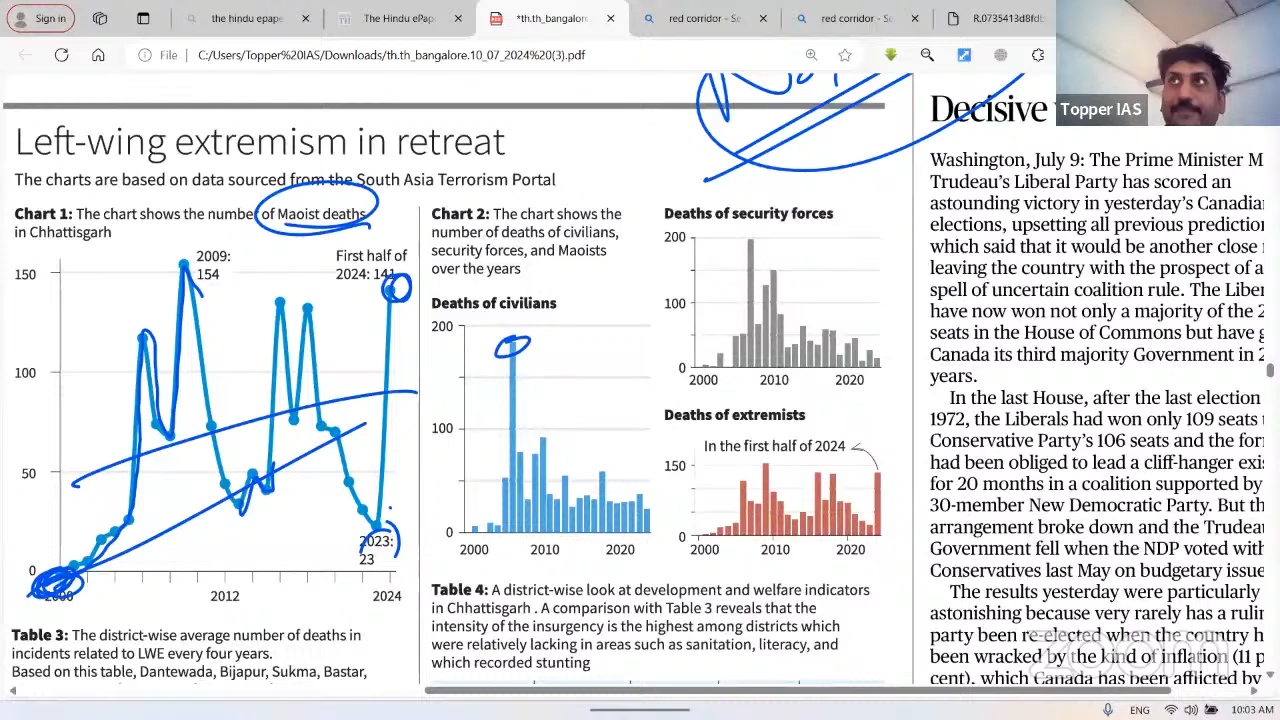 Sign in
the hindu epape
The Hindu ePap
*th.th_bangalore
red corridor - Se
red corridor - Se
R.0735413d8fdb
File
C:/Users/Topper%20IAS/Downloads/th.th_bangalore.10_07_2024%20(3).pdf
Topper IAS
Left-wing extremism in retreat
The charts are based on data sourced from the South Asia Terrorism Portal
Chart 1: The chart shows the number of Maoist deaths
in Chhattisgarh
2009:
154
First half of
2024: 141
150
100
50
0
2023:
23
2000
2012
2024
Table 3: The district-wise average number of deaths in
incidents related to LWE every four years.
Based on this table, Dantewada, Bijapur, Sukma, Bastar,
Chart 2: The chart shows the
number of deaths of civilians,
security forces, and Maoists
over the years
Deaths of civilians
200
100
0
2000
2010
2020
Deaths of security forces
200
100
0
2000
2010
2020
Deaths of extremists
In the first half of 2024
150
0
2000
2010
2020
Table 4: A district-wise look at development and welfare indicators
in Chhattisgarh . A comparison with Table 3 reveals that the
intensity of the insurgency is the highest among districts which
were relatively lacking in areas such as sanitation, literacy, and
which recorded stunting
Decisive
Washington, July 9: The Prime Minister M
Trudeau's Liberal Party has scored an
astounding victory in yesterday's Canadian
elections, upsetting all previous prediction
which said that it would be another close
leaving the country with the prospect of a
spell of uncertain coalition rule. The Liber
have now won not only a majority of the 2
seats in the House of Commons but have g
Canada its third majority Government in 2
years.
In the last House, after the last election
1972, the Liberals had won only 109 seats
Conservative Party's 106 seats and the for
had been obliged to lead a cliff-hanger exis
for 20 months in a coalition supported by
30-member New Democratic Party. But th
arrangement broke down and the Trudeau
Government fell when the NDP voted with
Conservatives last May on budgetary issue
The results yesterday were particularly
astonishing because very rarely has a rulin
party been re-elected when the country h
been wracked by the kind of inflation (11 p
cent), which Canada has been afflicted by
zoom
ENG
10:03 AM